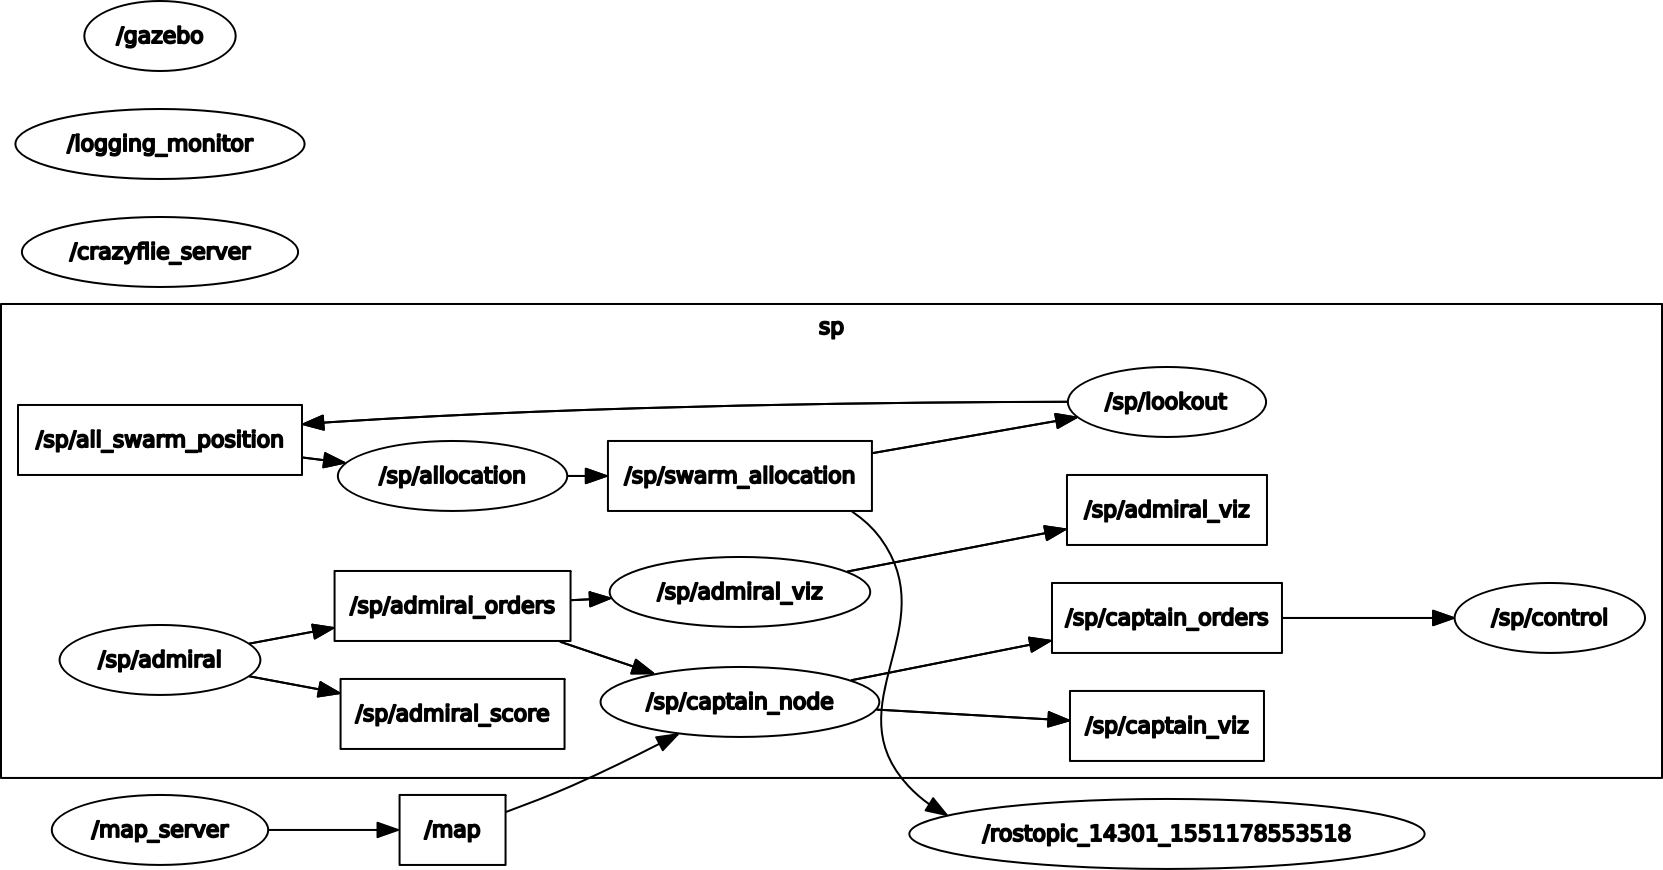 /gazebo
/logging_monitor
/crazyflie_server
sp
/sp/lookout
/sp/all_swarm_position
/sp/allocation
/sp/swarm_allocation
/sp/admiral_viz
/sp/admiral_orders
/sp/admiral_viz
/sp/captain_orders
/sp/control
/sp/admiral
/sp/captain_node
/sp/admiral_score
/sp/captain_viz
/map_server
/map
/rostopic_14301_1551178553518